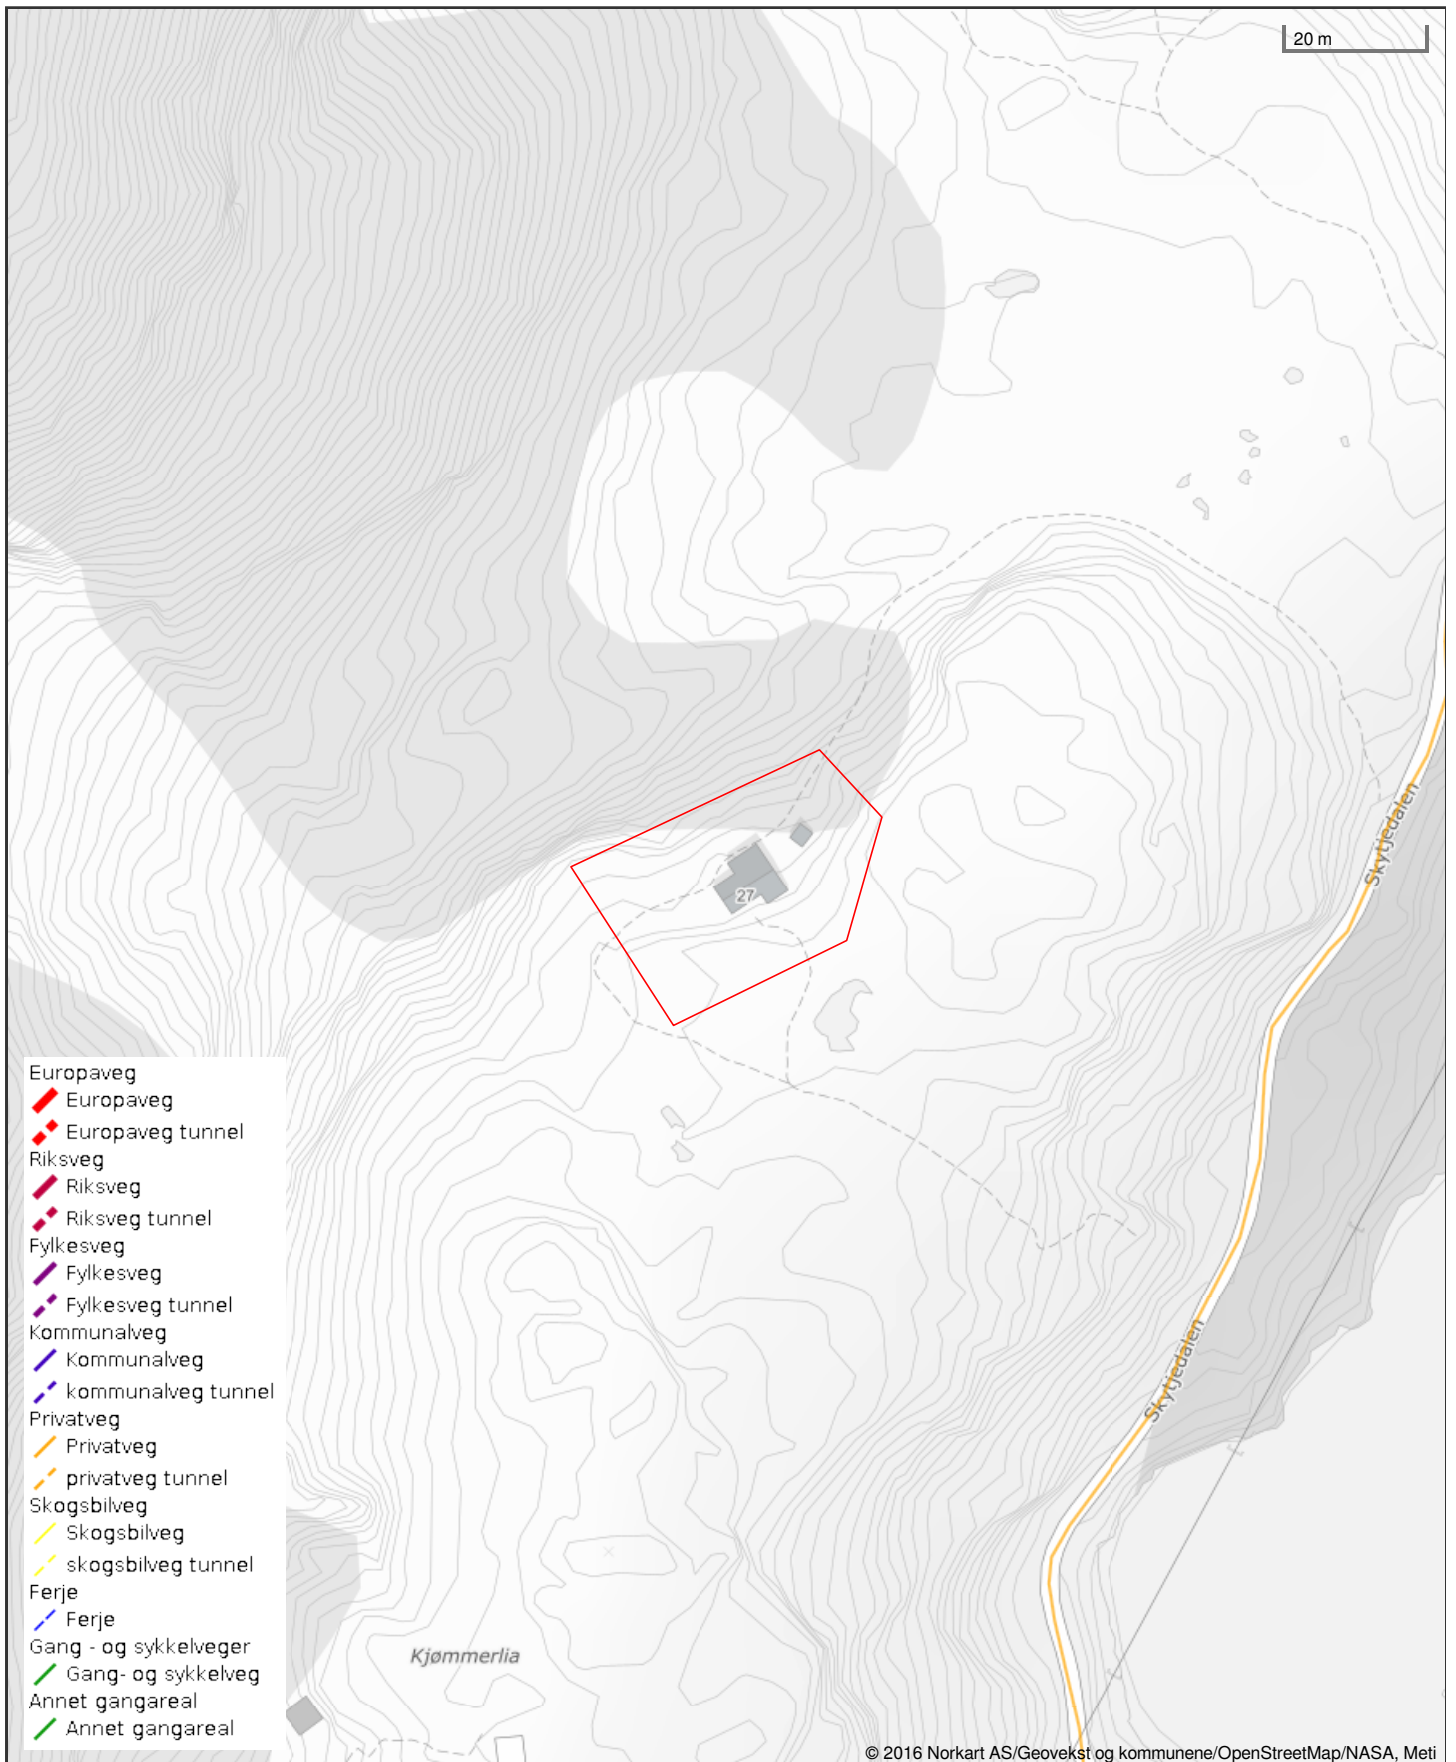 20 m
Skytjedalen
27
Europaveg
Europaveg
Europaveg tunnel
Riksveg
Riksveg
Riksveg tunnel
Fylkesveg
Fylkesveg
Fylkesveg tunnel
Kommunalveg
Kommunalveg
kommunalveg tunnel
Privatveg
Privatveg
privatveg tunnel
Skogsbilveg
Skogsbilveg
skogsbilveg tunnel
Ferje
Ferje
Gang - og sykkelveger
Gang- og sykkelveg
Annet gangareal
Annet gangareal
Skytjedalen
Kjømmerlia
© 2016 Norkart AS/Geovekst og kommunene/OpenStreetMap/NASA, Meti